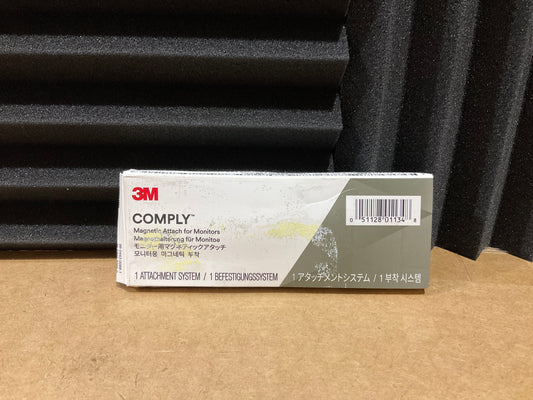 3M
COMPLY™
Magnetic Attach for Monitors
Magnethalterung für Monitoe
モニター用マグネティックアタッチ
모니터용 마그네틱 부착
1 ATTACHMENT SYSTEM / 1 BEFESTIGUNGSSYSTEM
1 アタッチメントシステム / 1 부착 시스템
0 51128 01134 8